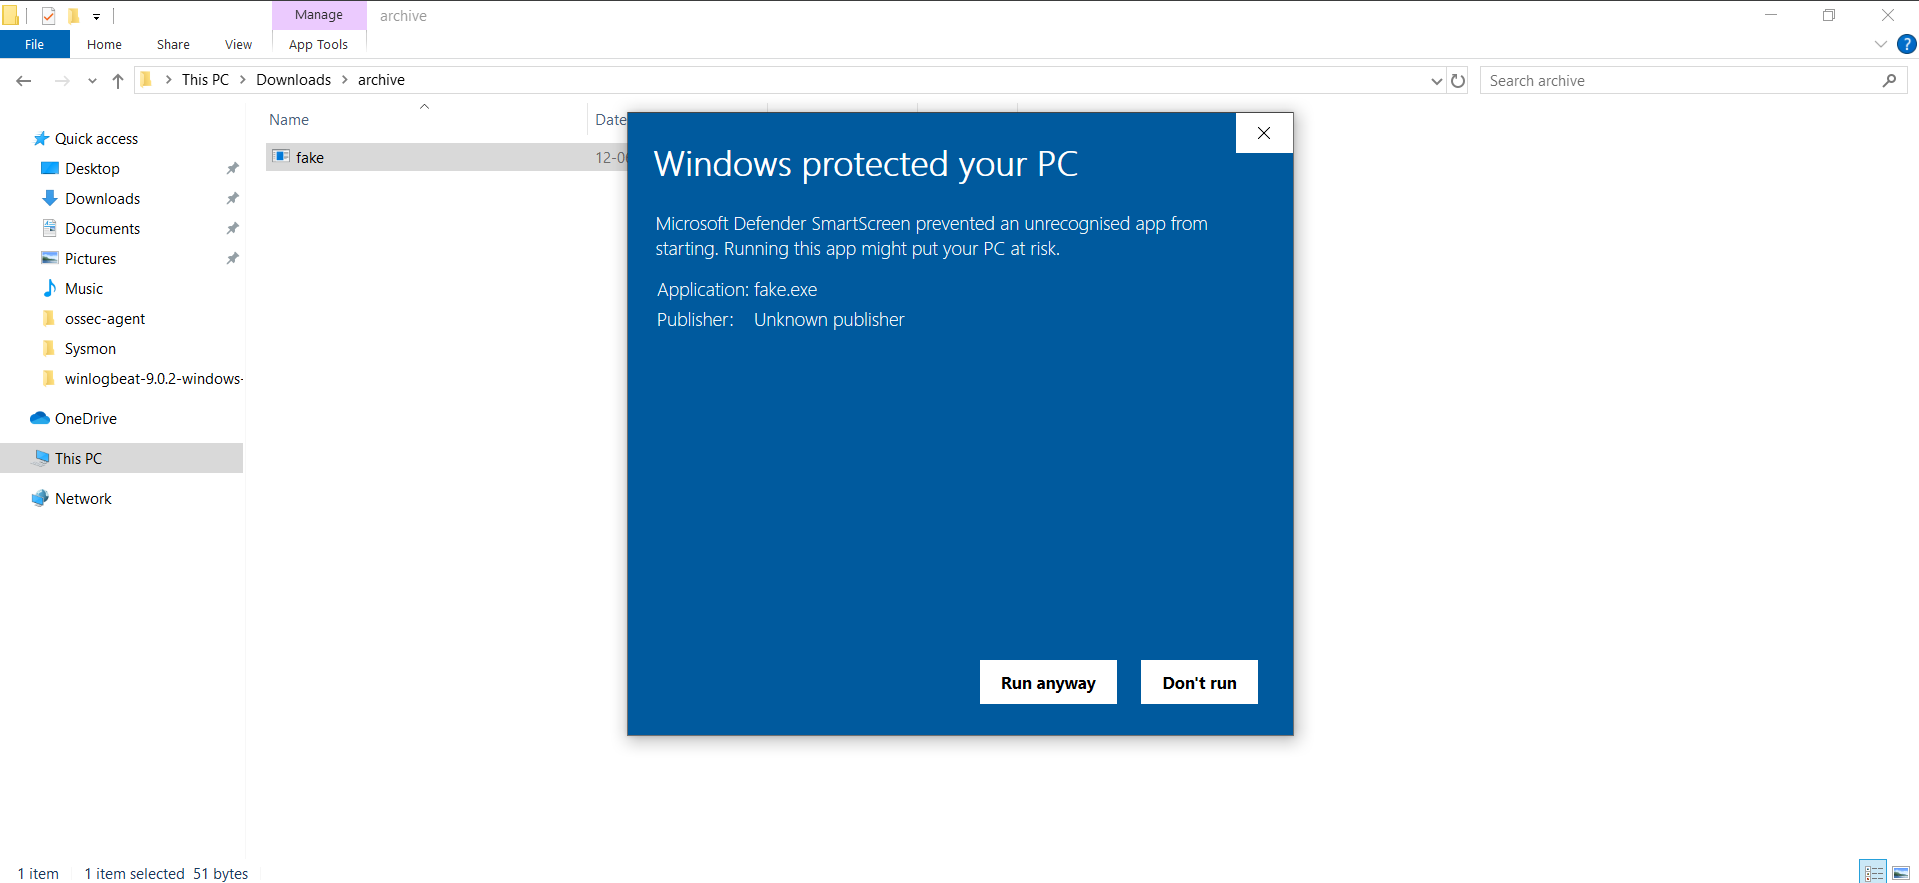 Manage
archive
File
Home
Share
View
App Tools
?
This PC
Downloads
archive
Search archive
Name
Date
fake
12-0
Quick access
Desktop
Downloads
Documents
Pictures
Music
ossec-agent
Sysmon
winlogbeat-9.0.2-windows-
OneDrive
This PC
Network
Windows protected your PC
Microsoft Defender SmartScreen prevented an unrecognised app from
starting. Running this app might put your PC at risk.
Application: fake.exe
Publisher: Unknown publisher
Run anyway
Don't run
1 item
1 item selected 51 bytes